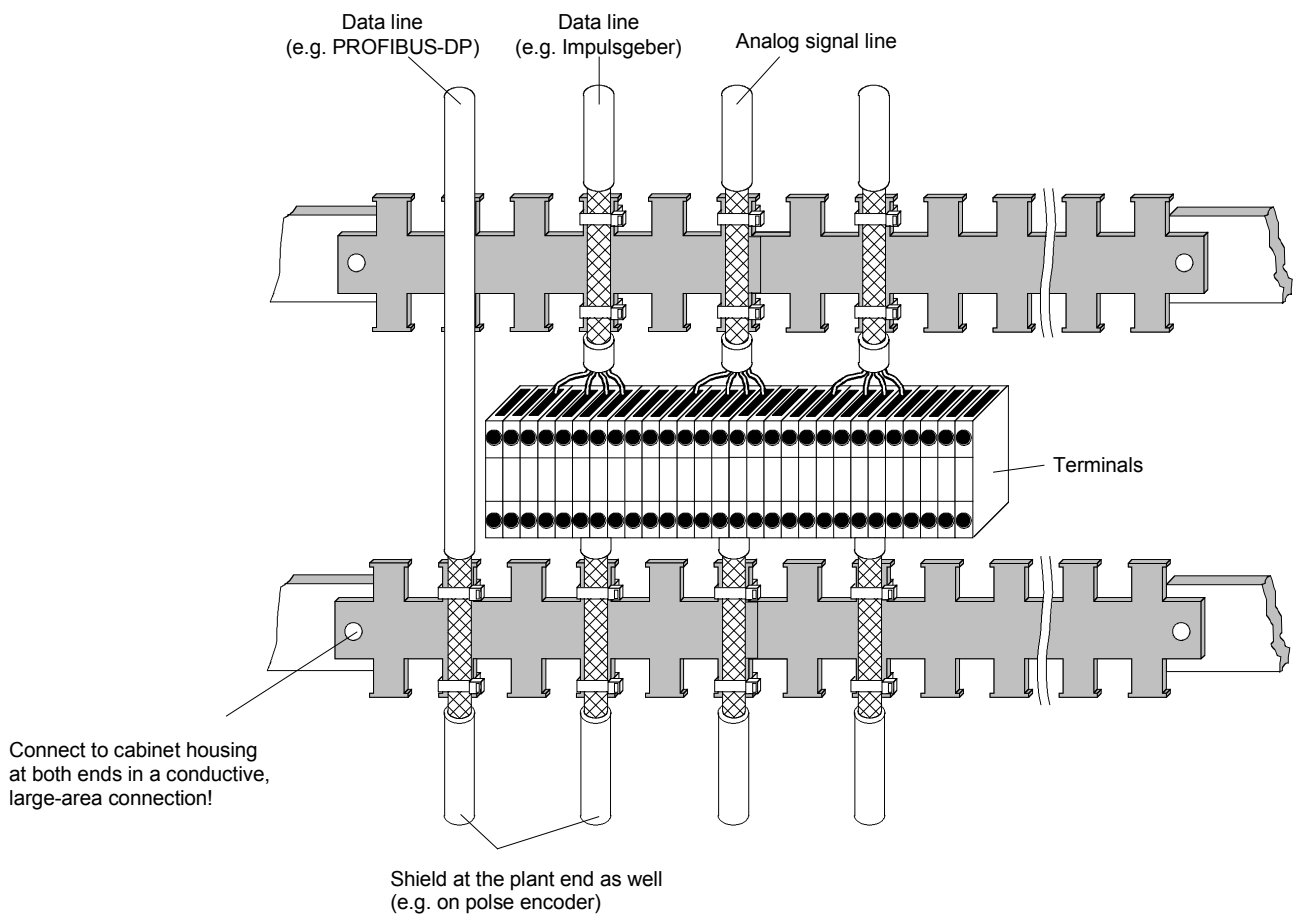 Data line
(e.g. PROFIBUS-DP)
Data line
(e.g. Impulsgeber)
Analog signal line
Terminals
Connect to cabinet housing
at both ends in a conductive,
large-area connection!
Shield at the plant end as well
(e.g. on polse encoder)